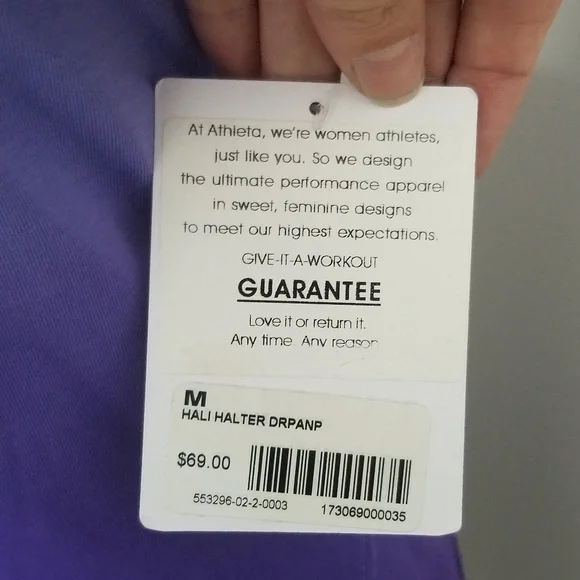 At Athleta, we're women athletes,
just like you. So we design
the ultimate performance apparel
in sweet, feminine designs
to meet our highest expectations.
GIVE-IT-A-WORKOUT
GUARANTEE
Love it or return it.
Any time. Any reason
M
HALI HALTER DRPANP
$69.00
553296-02-2-0003
173069000035